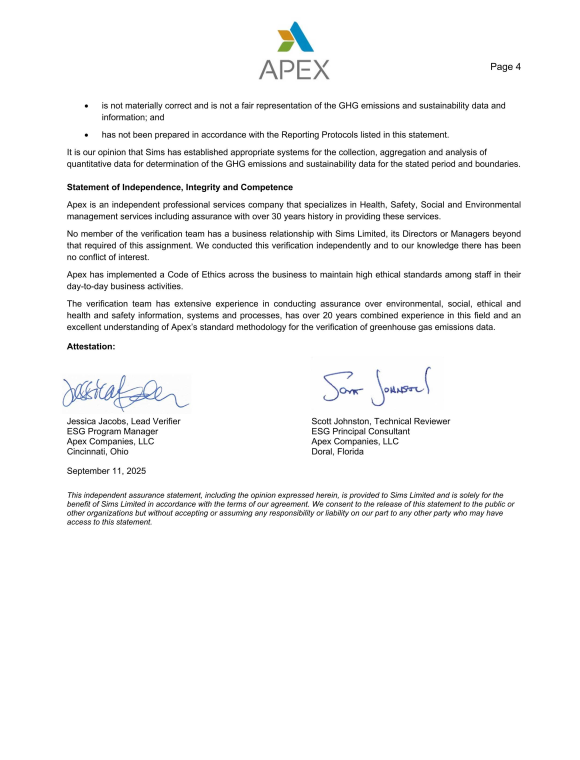 APEX
Page 4
• is not materially correct and is not a fair representation of the GHG emissions and sustainability data and
information; and
• has not been prepared in accordance with the Reporting Protocols listed in this statement.
It is our opinion that Sims has established appropriate systems for the collection, aggregation and analysis of
quantitative data for determination of the GHG emissions and sustainability data for the stated period and boundaries.
Statement of Independence, Integrity and Competence
Apex is an independent professional services company that specializes in Health, Safety, Social and Environmental
management services including assurance with over 30 years history in providing these services.
No member of the verification team has a business relationship with Sims Limited, its Directors or Managers beyond
that required of this assignment. We conducted this verification independently and to our knowledge there has been
no conflict of interest.
Apex has implemented a Code of Ethics across the business to maintain high ethical standards among staff in their
day-to-day business activities.
The verification team has extensive experience in conducting assurance over environmental, social, ethical and
health and safety information, systems and processes, has over 20 years combined experience in this field and an
excellent understanding of Apex's standard methodology for the verification of greenhouse gas emissions data.
Attestation:
Jessica Jacobs, Lead Verifier
ESG Program Manager
Apex Companies, LLC
Cincinnati, Ohio
Scott Johnston, Technical Reviewer
ESG Principal Consultant
Apex Companies, LLC
Doral, Florida
September 11, 2025
This independent assurance statement, including the opinion expressed herein, is provided to Sims Limited and is solely for the
benefit of Sims Limited in accordance with the terms of our agreement. We consent to the release of this statement to the public or
other organizations but without accepting or assuming any responsibility or liability on our part to any other party who may have
access to this statement.